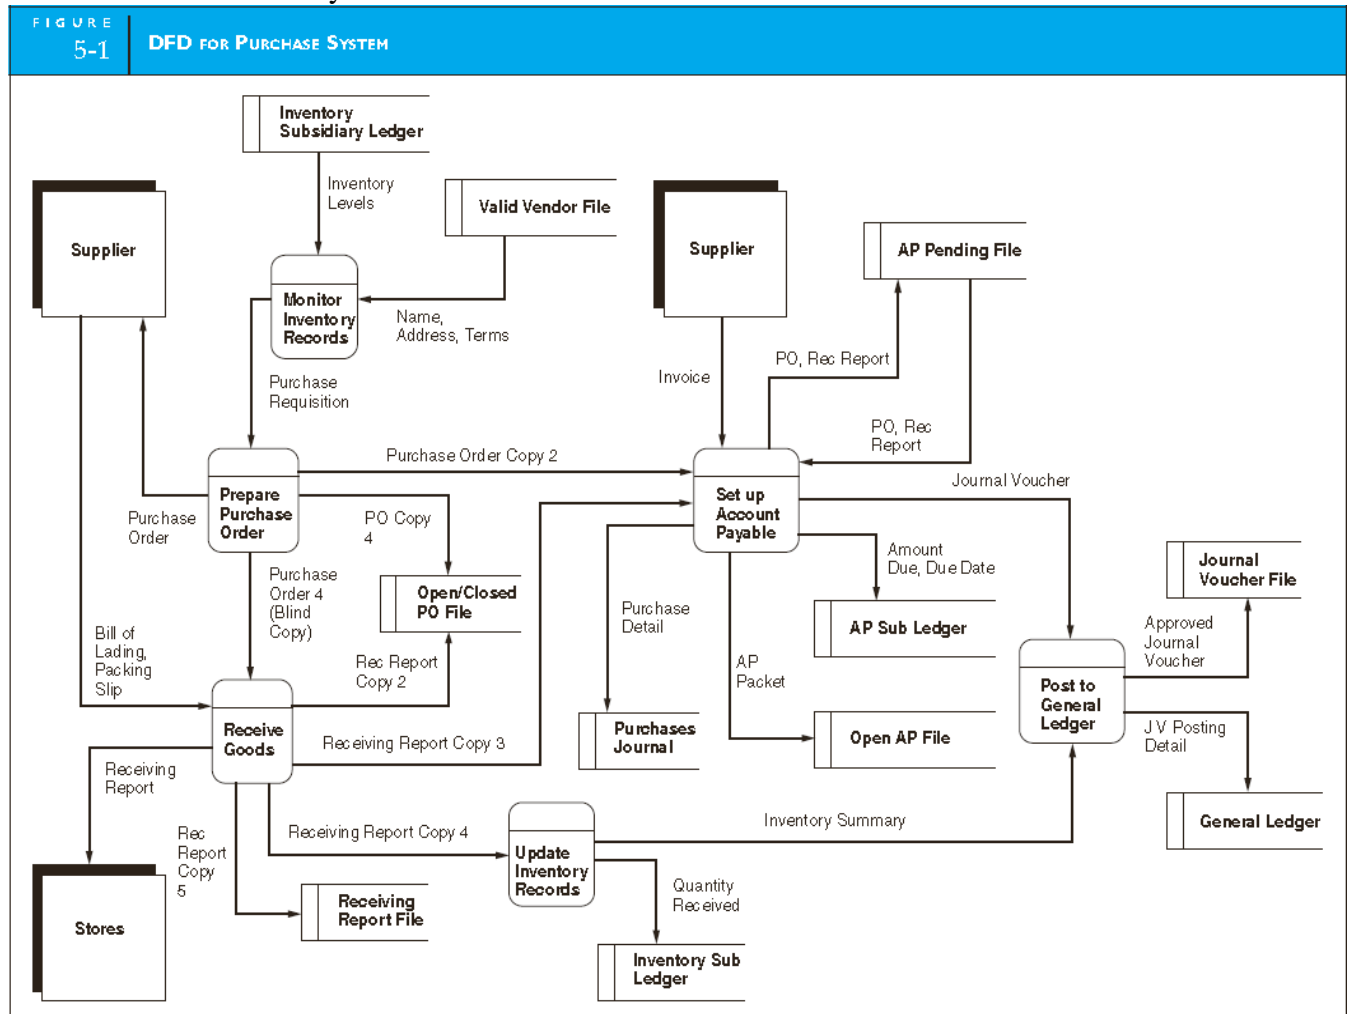 FIGURE
5-1
DFD FOR PURCHASE SYSTEM
Inventory
Subsidiary Ledger
Inventory
Levels
Valid Vendor File
Supplier
Supplier
AP Pending File
Monitor
Inventory
Records
Name,
Address, Terms
PO, Rec Report
Invoice
Purchase
Requisition
PO, Rec
Report
Purchase Order Copy 2
Journal Voucher
Prepare
Purchase
Order
Purchase
Order
PO Copy
4
Set up
Account
Payable
Amount
Due, Due Date
Journal
Voucher File
Purchase
Order 4
(Blind
Copy)
Open/Closed
PO File
Purchase
Detail
AP Sub Ledger
Approved
Journal
Voucher
Bill of
Lading,
Packing
Slip
Rec Report
Copy 2
AP
Packet
Post to
General
Ledger
Receive
Goods
Receiving Report Copy 3
Purchases
Journal
Open AP File
JV Posting
Detail
Receiving
Report
Rec
Report
Copy
5
Receiving Report Copy 4
Inventory Summary
General Ledger
Update
Inventory
Records
Quantity
Received
Receiving
Report File
Stores
Inventory Sub
Ledger